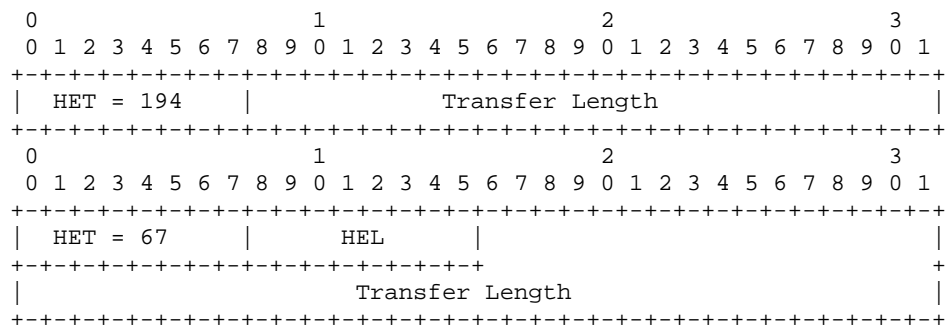 0                   1                   2                   3
 0 1 2 3 4 5 6 7 8 9 0 1 2 3 4 5 6 7 8 9 0 1 2 3 4 5 6 7 8 9 0 1
+-+-+-+-+-+-+-+-+-+-+-+-+-+-+-+-+-+-+-+-+-+-+-+-+-+-+-+-+-+-+-+-+
|  HET = 194    |             Transfer Length                   |
+-+-+-+-+-+-+-+-+-+-+-+-+-+-+-+-+-+-+-+-+-+-+-+-+-+-+-+-+-+-+-+-+
 0                   1                   2                   3
 0 1 2 3 4 5 6 7 8 9 0 1 2 3 4 5 6 7 8 9 0 1 2 3 4 5 6 7 8 9 0 1
+-+-+-+-+-+-+-+-+-+-+-+-+-+-+-+-+-+-+-+-+-+-+-+-+-+-+-+-+-+-+-+-+
|  HET = 67     |      HEL      |                               |
+-+-+-+-+-+-+-+-+-+-+-+-+-+-+-+-+                               +
|                       Transfer Length                         |
+-+-+-+-+-+-+-+-+-+-+-+-+-+-+-+-+-+-+-+-+-+-+-+-+-+-+-+-+-+-+-+-+